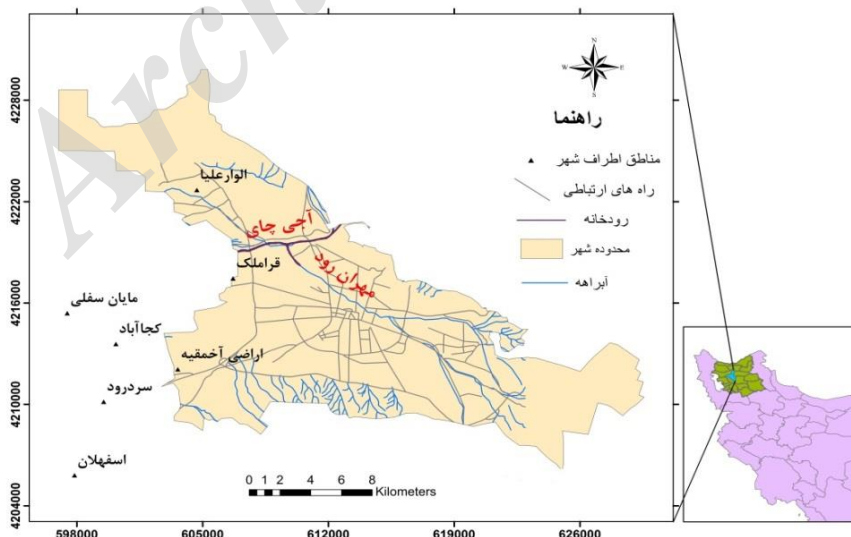 Arch
N
W
E
S
راهنما
مناطق اطراف شهر
راه های ارتباطی
رودخانه
محدوده شهر
آبراهه
الوارعلیا
آجی چای
مهران رود
قراملک
مایان سفلی
کجاآباد
اراضی آخمقیه
سردرود
اسفهلان
0 1 2 4 6 8
Kilometers
4228000
4222000
4216000
4210000
4204000
598000 605000 612000 619000 626000